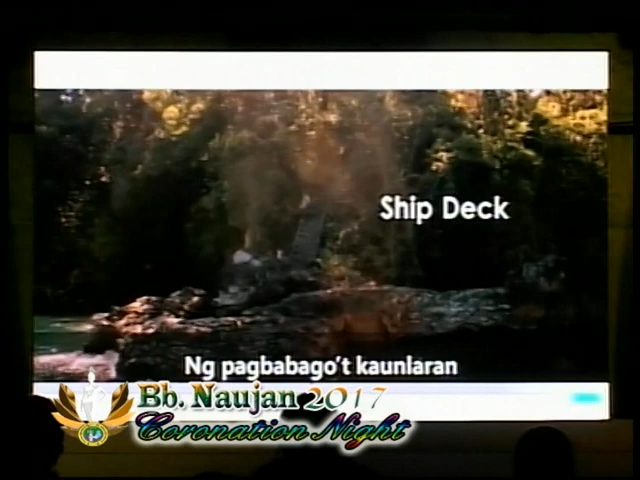 Ship Deck
Ng pagbabago't kaunlaran
Bb. Naujan 2017
Coronation Night